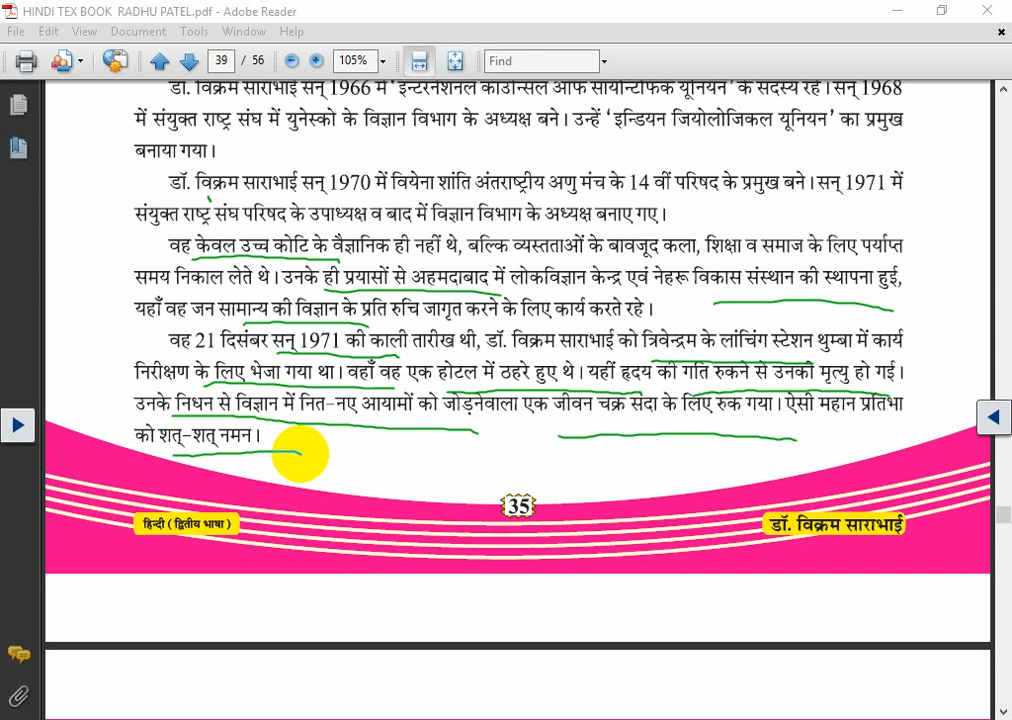 HINDI TEX BOOK RADHU PATEL.pdf - Adobe Reader
File Edit View Document Tools Window Help
39 / 56 105% Find
डॉ. विक्रम साराभाई सन् 1966 में 'इन्टरनेशनल काउन्सिल ऑफ सायन्टिफिक यूनियन' के सदस्य रहे। सन् 1968
में संयुक्त राष्ट्र संघ में युनेस्को के विज्ञान विभाग के अध्यक्ष बने। उन्हें 'इन्डियन जियोलोजिकल यूनियन' का प्रमुख
बनाया गया।
डॉ. विक्रम साराभाई सन् 1970 में वियेना शांति अंतराष्ट्रीय अणु मंच के 14 वीं परिषद के प्रमुख बने। सन् 1971 में
संयुक्त राष्ट्र संघ परिषद के उपाध्यक्ष व बाद में विज्ञान विभाग के अध्यक्ष बनाए गए।
वह केवल उच्च कोटि के वैज्ञानिक ही नहीं थे, बल्कि व्यस्तताओं के बावजूद कला, शिक्षा व समाज के लिए पर्याप्त
समय निकाल लेते थे। उनके ही प्रयासों से अहमदाबाद में लोकविज्ञान केन्द्र एवं नेहरू विकास संस्थान की स्थापना हुई,
यहाँ वह जन सामान्य की विज्ञान के प्रति रुचि जागृत करने के लिए कार्य करते रहे।
वह 21 दिसंबर सन् 1971 की काली तारीख थी, डॉ. विक्रम साराभाई को त्रिवेन्द्रम के लांचिंग स्टेशन थुम्बा में कार्य
निरीक्षण के लिए भेजा गया था। वहाँ वह एक होटल में ठहरे हुए थे। यहीं हृदय की गति रुकने से उनकी मृत्यु हो गई।
उनके निधन से विज्ञान में नित-नए आयामों को जोड़नेवाला एक जीवन चक्र सदा के लिए रुक गया। ऐसी महान प्रतिभा
को शत्-शत् नमन।
35
हिन्दी (द्वितीय भाषा) डॉ. विक्रम साराभाई